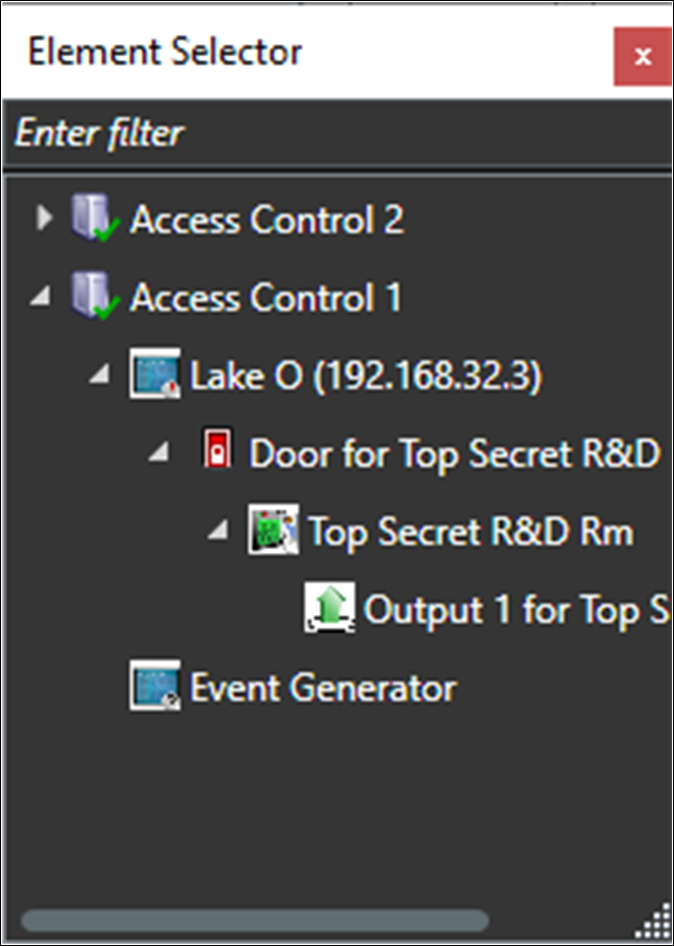 Element Selector
x
Enter filter
Access Control 2
Access Control 1
Lake O (192.168.32.3)
Door for Top Secret R&D
Top Secret R&D Rm
Output 1 for Top S
Event Generator